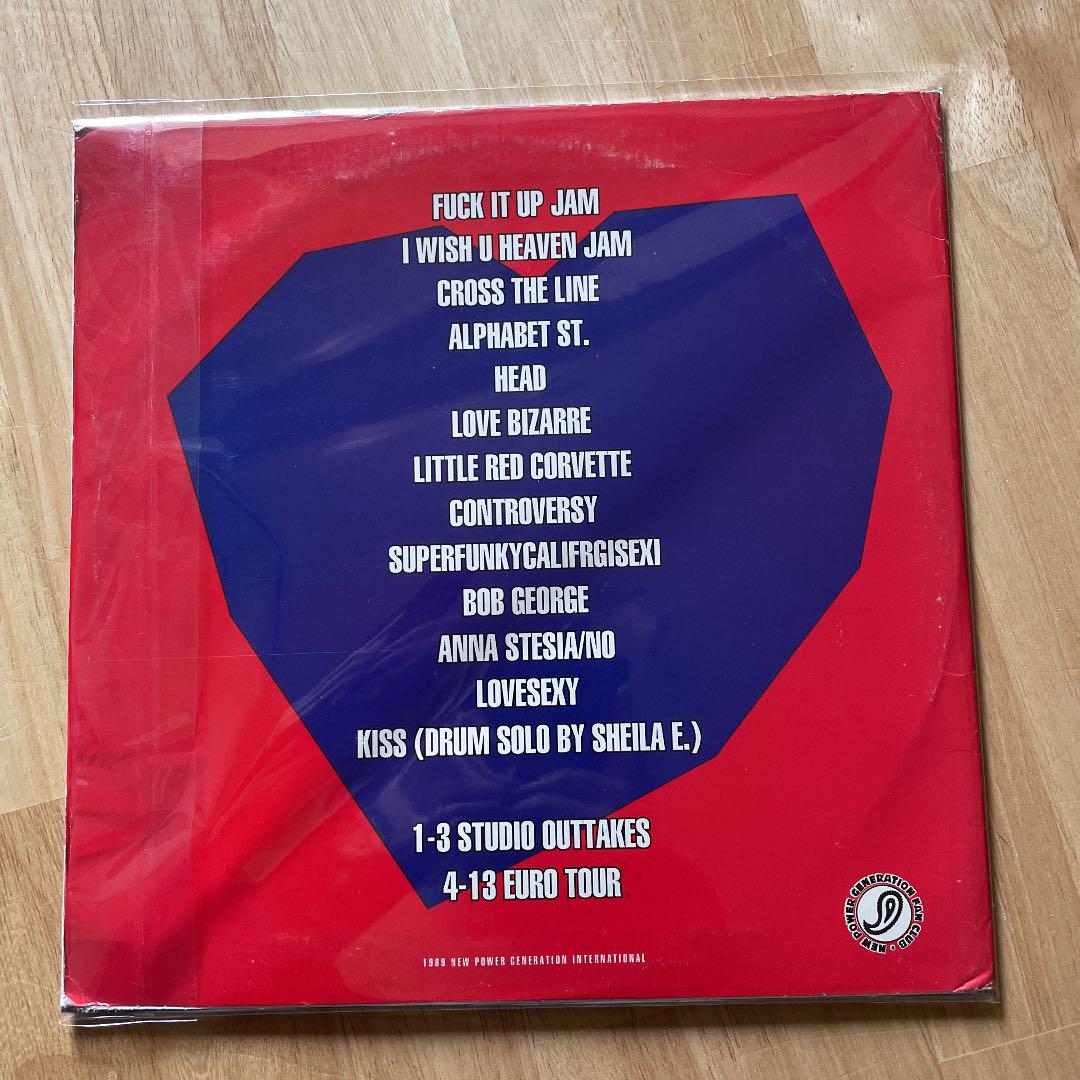 FUCK IT UP JAM
I WISH U HEAVEN JAM
CROSS THE LINE
ALPHABET ST.
HEAD
LOVE BIZARRE
LITTLE RED CORVETTE
CONTROVERSY
SUPERFUNKYCALIFRGISEXI
BOB GEORGE
ANNA STESIA/NO
LOVESEXY
KISS (DRUM SOLO BY SHEILA E.)
1-3 STUDIO OUTTAKES
4-13 EURO TOUR
NEW POWER GENERATION FAN CLUB •
1989 NEW POWER GENERATION INTERNATIONAL